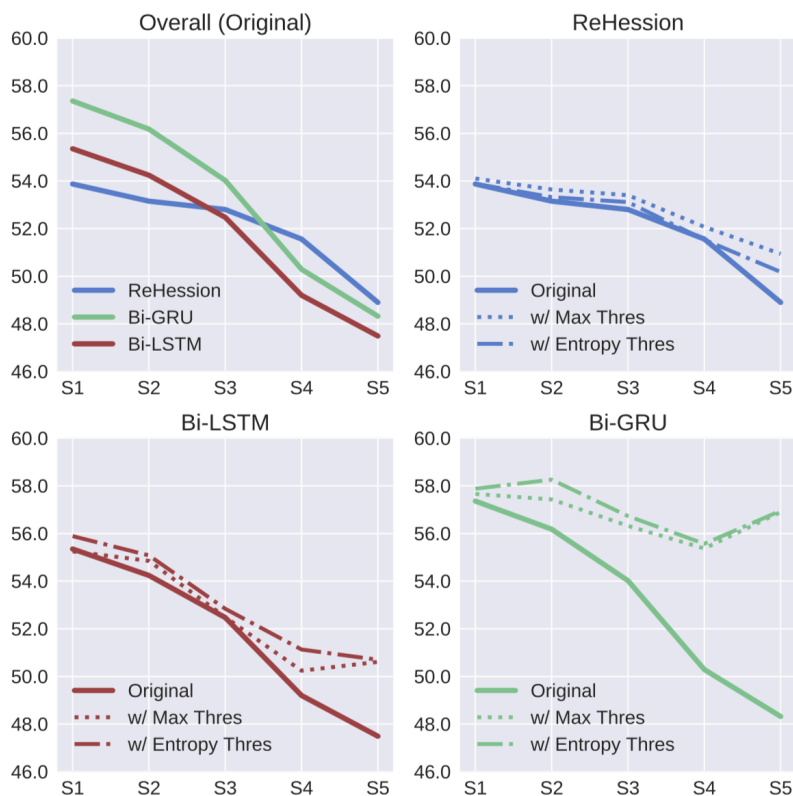 Overall (Original)
60.0
58.0
56.0
54.0
52.0
50.0
48.0
46.0
ReHession
Bi-GRU
Bi-LSTM
S1 S2 S3 S4 S5
ReHession
60.0
58.0
56.0
54.0
52.0
50.0
48.0
46.0
Original
w/ Max Thres
w/ Entropy Thres
S1 S2 S3 S4 S5
Bi-LSTM
60.0
58.0
56.0
54.0
52.0
50.0
48.0
46.0
Original
w/ Max Thres
w/ Entropy Thres
S1 S2 S3 S4 S5
Bi-GRU
60.0
58.0
56.0
54.0
52.0
50.0
48.0
46.0
Original
w/ Max Thres
w/ Entropy Thres
S1 S2 S3 S4 S5